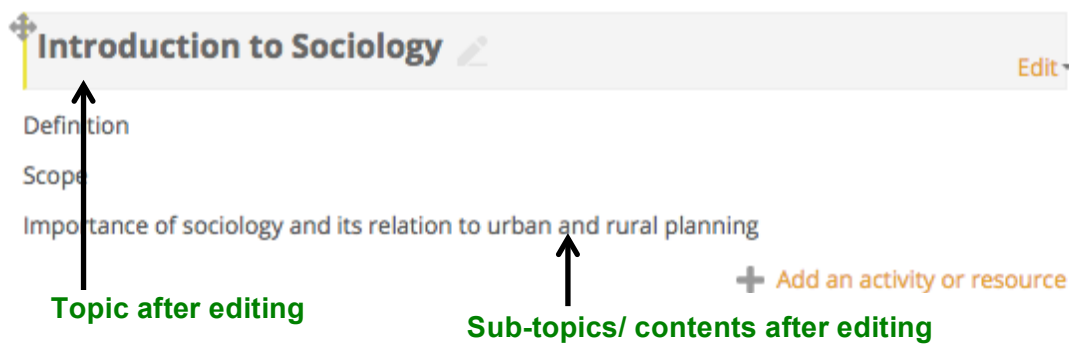 Introduction to Sociology
Edit
Definition
Scope
Importance of sociology and its relation to urban and rural planning
Add an activity or resource
Topic after editing
Sub-topics/ contents after editing